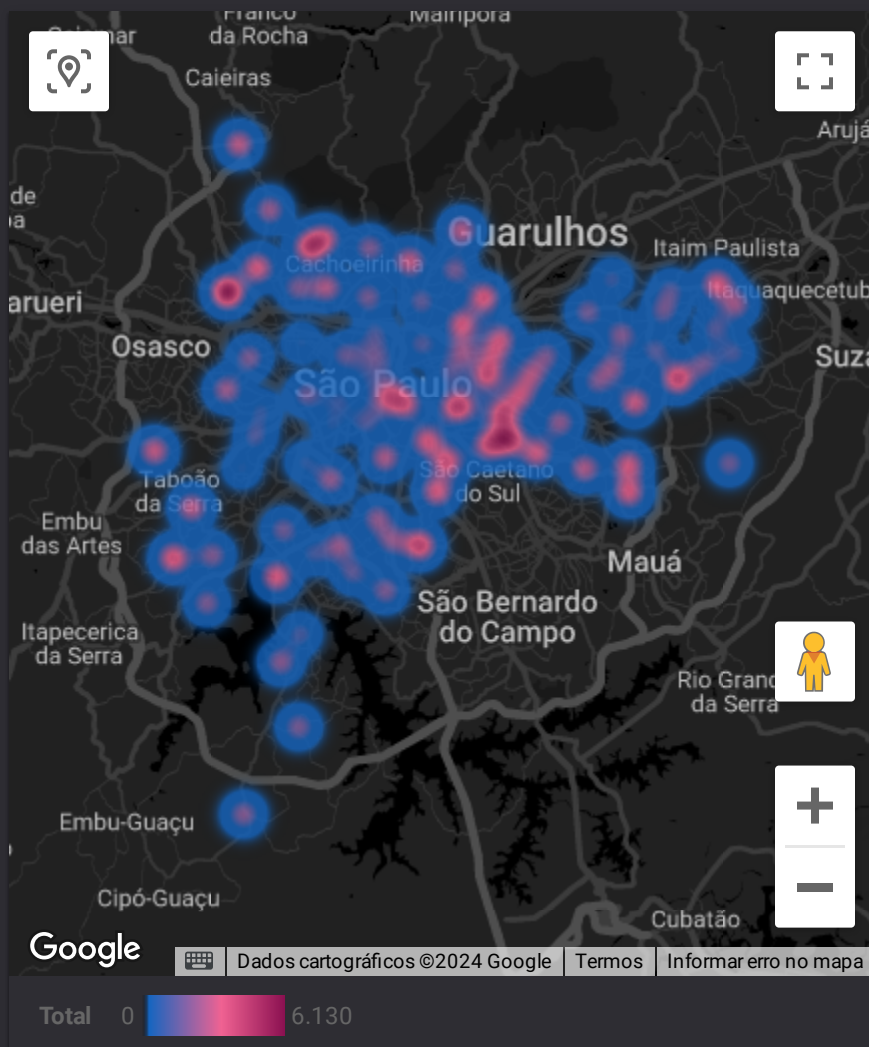 Franco
da Rocha
Mairiporã
Caieiras
Arujá
de
Guarulhos
Itaim Paulista
Cachoeirinha
Itaquaquecetub
arueri
Osasco
Suza
São Paulo
São Caetano
do Sul
Taboão
da Serra
Embu
das Artes
Mauá
São Bernardo
do Campo
Itapecerica
da Serra
Rio Grand
da Serra
Embu-Guaçu
Cipó-Guaçu
Cubatão
Google
Dados cartográficos ©2024 Google
Termos
Informar erro no mapa
Total 0 6.130